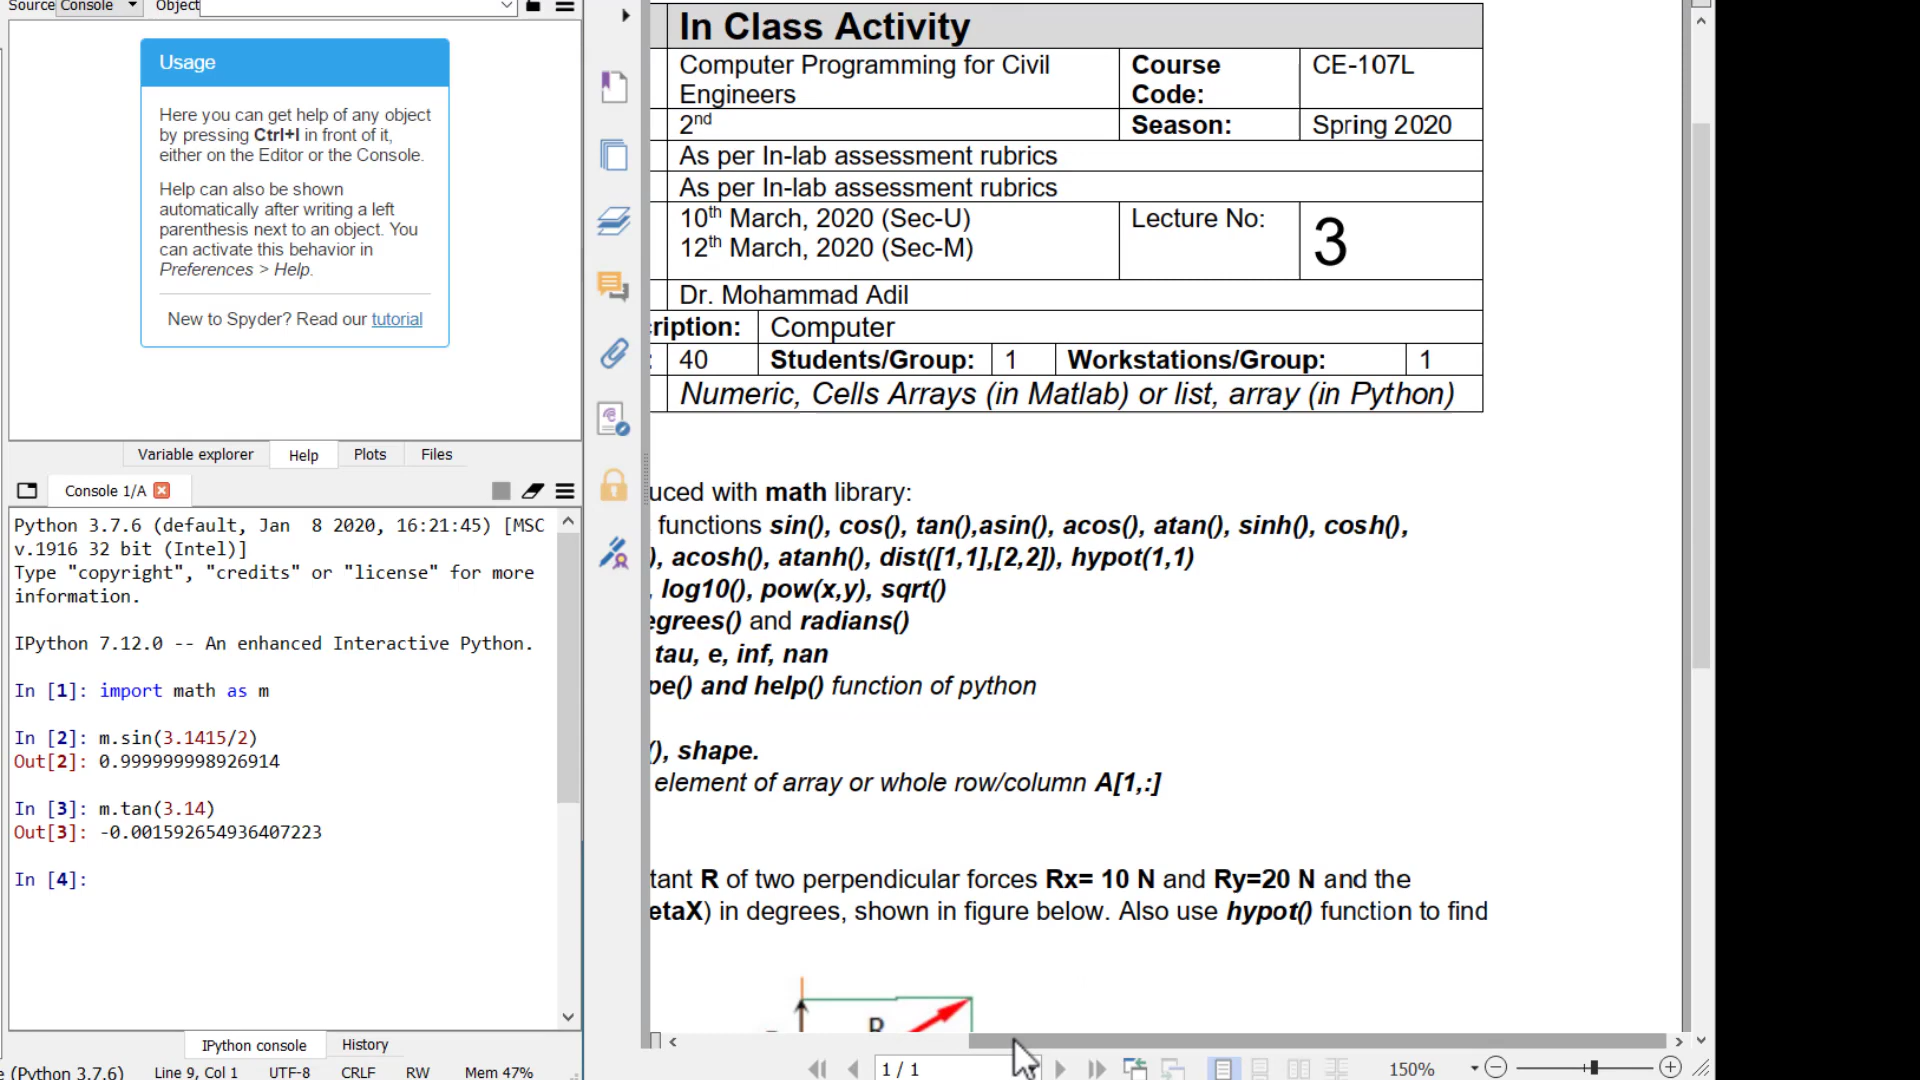 Source Console Object
Usage
Here you can get help of any object
by pressing Ctrl+I in front of it,
either on the Editor or the Console.
Help can also be shown
automatically after writing a left
parenthesis next to an object. You
can activate this behavior in
Preferences > Help.
New to Spyder? Read our tutorial
Variable explorer Help Plots Files
Console 1/A
Python 3.7.6 (default, Jan  8 2020, 16:21:45) [MSC
v.1916 32 bit (Intel)]
Type "copyright", "credits" or "license" for more
information.
IPython 7.12.0 -- An enhanced Interactive Python.
In [1]: import math as m
In [2]: m.sin(3.1415/2)
Out[2]: 0.999999998926914
In [3]: m.tan(3.14)
Out[3]: -0.001592654936407223
In [4]:
IPython console History
(Python 3.7.6) Line 9, Col 1 UTF-8 CRLF RW Mem 47%
In Class Activity
Computer Programming for Civil
Engineers
Course
Code:
CE-107L
2nd
Season: Spring 2020
As per In-lab assessment rubrics
As per In-lab assessment rubrics
10th March, 2020 (Sec-U)
12th March, 2020 (Sec-M)
Lecture No: 3
Dr. Mohammad Adil
ription: Computer
40 Students/Group: 1 Workstations/Group: 1
Numeric, Cells Arrays (in Matlab) or list, array (in Python)
uced with math library:
functions sin(), cos(), tan(),asin(), acos(), atan(), sinh(), cosh(),
), acosh(), atanh(), dist([1,1],[2,2]), hypot(1,1)
, log10(), pow(x,y), sqrt()
egrees() and radians()
tau, e, inf, nan
pe() and help() function of python
(), shape.
element of array or whole row/column A[1,:]
tant R of two perpendicular forces Rx= 10 N and Ry=20 N and the
etaX) in degrees, shown in figure below. Also use hypot() function to find
R
1 / 1
150%